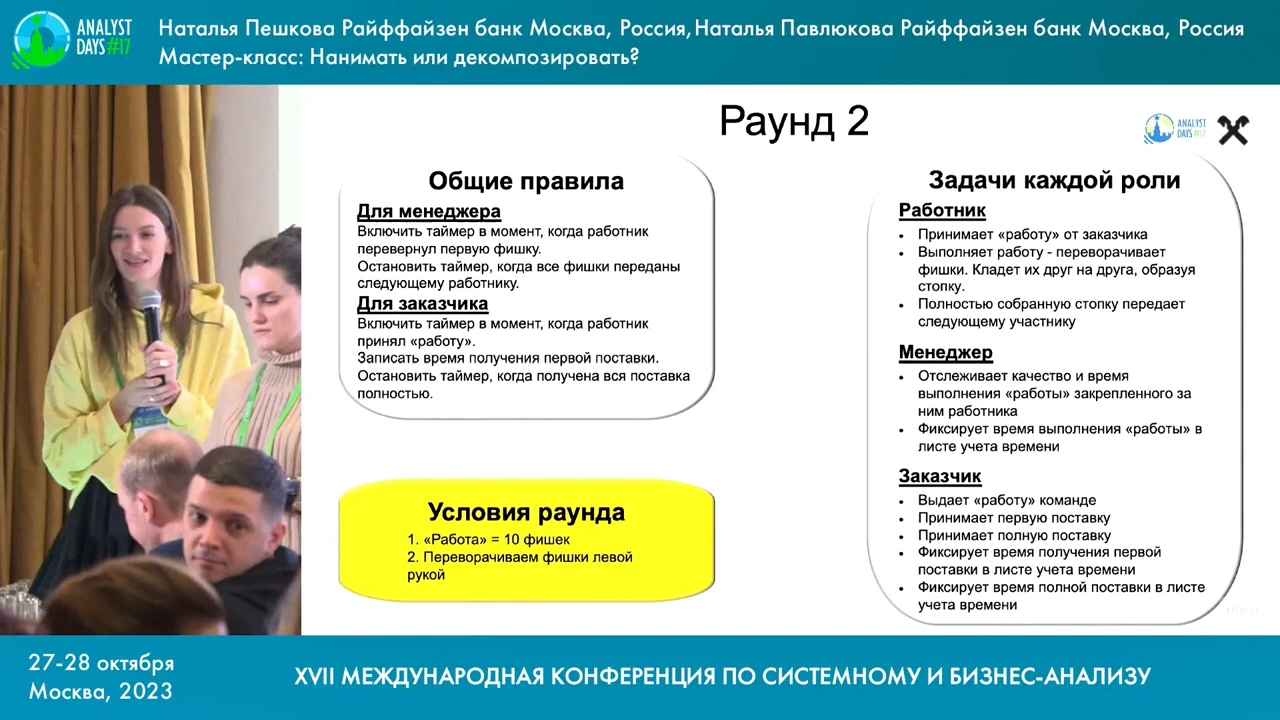 ANALYST
DAYS#17
Наталья Пешкова Райффайзен банк Москва, Россия,Наталья Павлюкова Райффайзен банк Москва, Россия
Мастер-класс: Нанимать или декомпозировать?
Раунд 2
ANALYST
DAYS#17
Общие правила
Для менеджера
Включить таймер в момент, когда работник
перевернул первую фишку.
Остановить таймер, когда все фишки переданы
следующему работнику.
Для заказчика
Включить таймер в момент, когда работник
принял «работу».
Записать время получения первой поставки.
Остановить таймер, когда получена вся поставка
полностью.
Условия раунда
1. «Работа» = 10 фишек
2. Переворачиваем фишки левой
рукой
Задачи каждой роли
Работник
• Принимает «работу» от заказчика
• Выполняет работу - переворачивает
фишки. Кладет их друг на друга, образуя
стопку.
• Полностью собранную стопку передает
следующему участнику
Менеджер
• Отслеживает качество и время
выполнения «работы» закрепленного за
ним работника
• Фиксирует время выполнения «работы» в
листе учета времени
Заказчик
• Выдает «работу» команде
• Принимает первую поставку
• Принимает полную поставку
• Фиксирует время получения первой
поставки в листе учета времени
• Фиксирует время полной поставки в листе
учета времени
27-28 октября
Москва, 2023
XVII МЕЖДУНАРОДНАЯ КОНФЕРЕНЦИЯ ПО СИСТЕМНОМУ И БИЗНЕС-АНАЛИЗУ